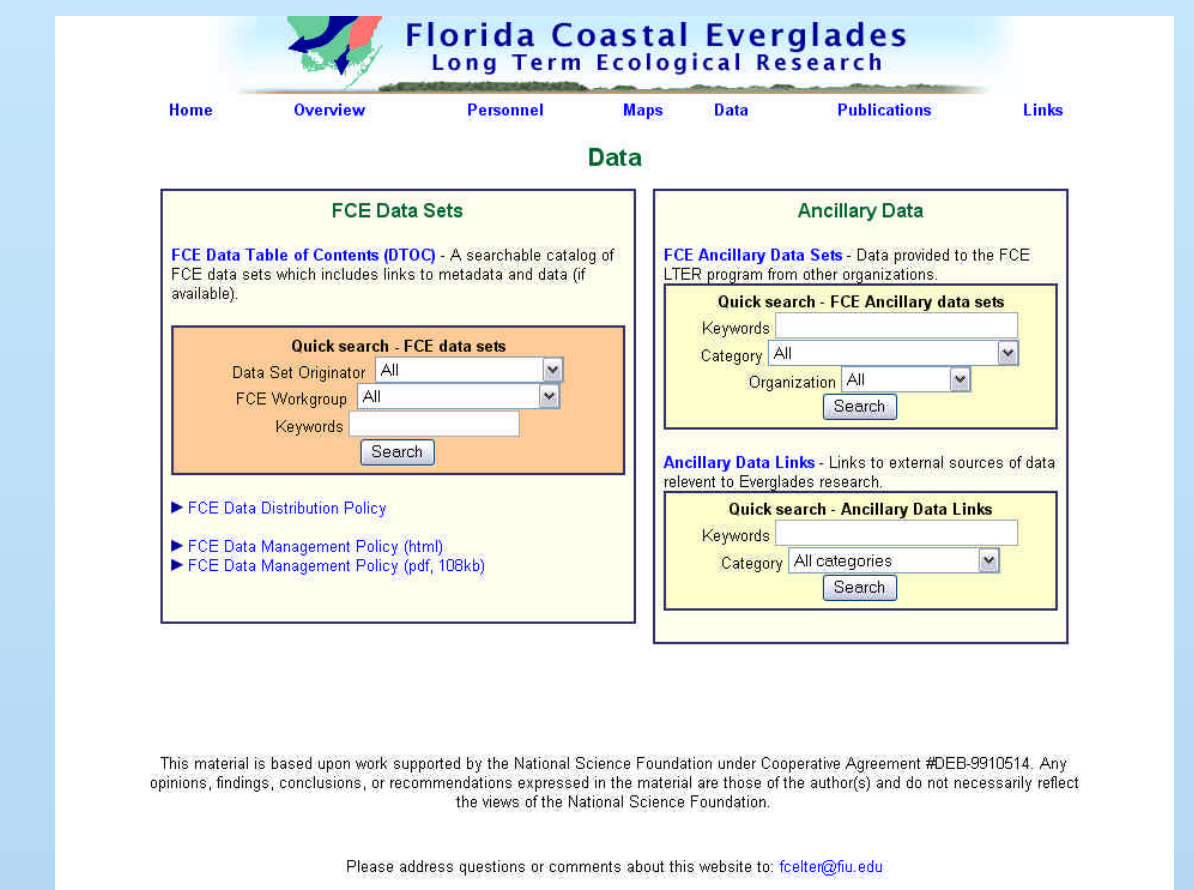 Florida Coastal Everglades
Long Term Ecological Research
Home Overview Personnel Maps Data Publications Links
Data
FCE Data Sets
FCE Data Table of Contents (DTOC) - A searchable catalog of
FCE data sets which includes links to metadata and data (if
available).
Quick search - FCE data sets
Data Set Originator All
FCE Workgroup All
Keywords
Search
FCE Data Distribution Policy
FCE Data Management Policy (html)
FCE Data Management Policy (pdf, 108kb)
Ancillary Data
FCE Ancillary Data Sets - Data provided to the FCE
LTER program from other organizations.
Quick search - FCE Ancillary data sets
Keywords
Category All
Organization All
Search
Ancillary Data Links - Links to external sources of data
relevent to Everglades research.
Quick search - Ancillary Data Links
Keywords
Category All categories
Search
This material is based upon work supported by the National Science Foundation under Cooperative Agreement #DEB-9910514. Any
opinions, findings, conclusions, or recommendations expressed in the material are those of the author(s) and do not necessarily reflect
the views of the National Science Foundation.
Please address questions or comments about this website to: fcelter@fiu.edu